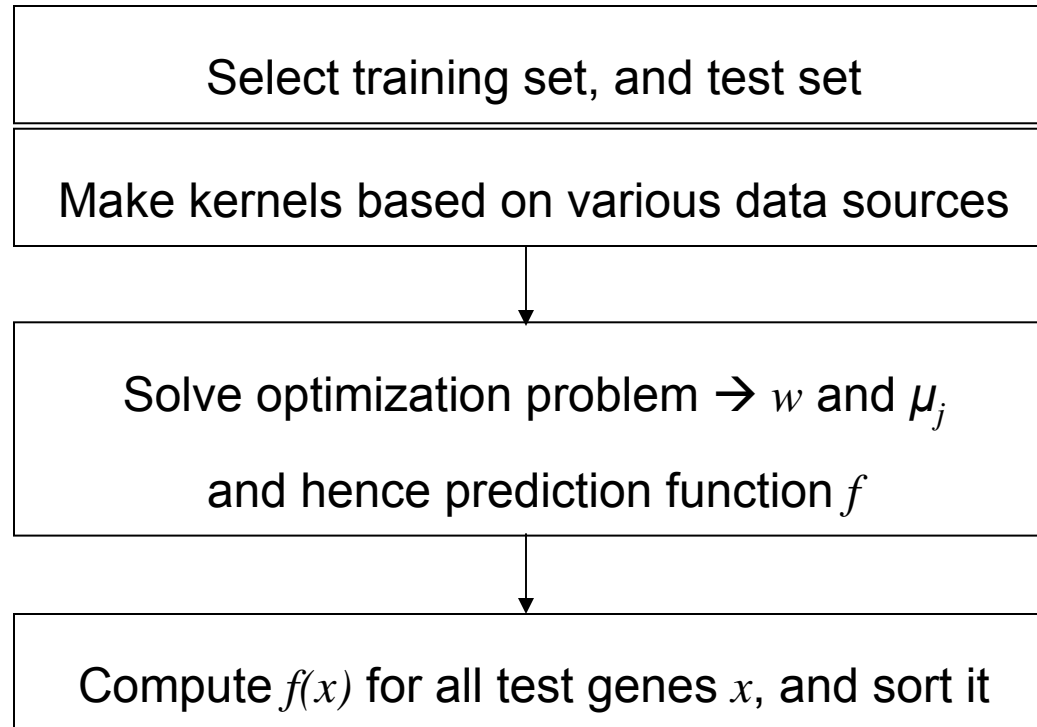 Select training set, and test set
Make kernels based on various data sources
Solve optimization problem → w and μj
and hence prediction function f
Compute f(x) for all test genes x, and sort it